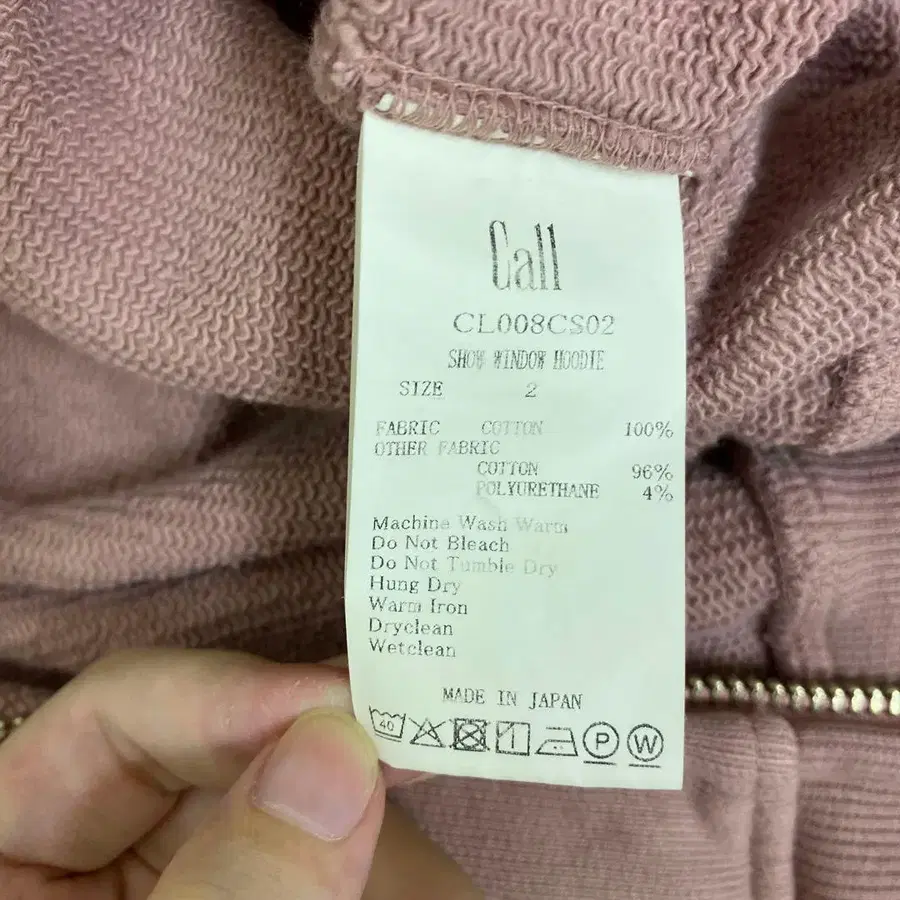 Call
CL008CS02
SHOW WINDOW HOODIE
SIZE 2
FABRIC COTTON 100%
OTHER FABRIC
COTTON 96%
POLYURETHANE 4%
Machine Wash Warm
Do Not Bleach
Do Not Tumble Dry
Hung Dry
Warm Iron
Dryclean
Wetclean
MADE IN JAPAN
40 P W